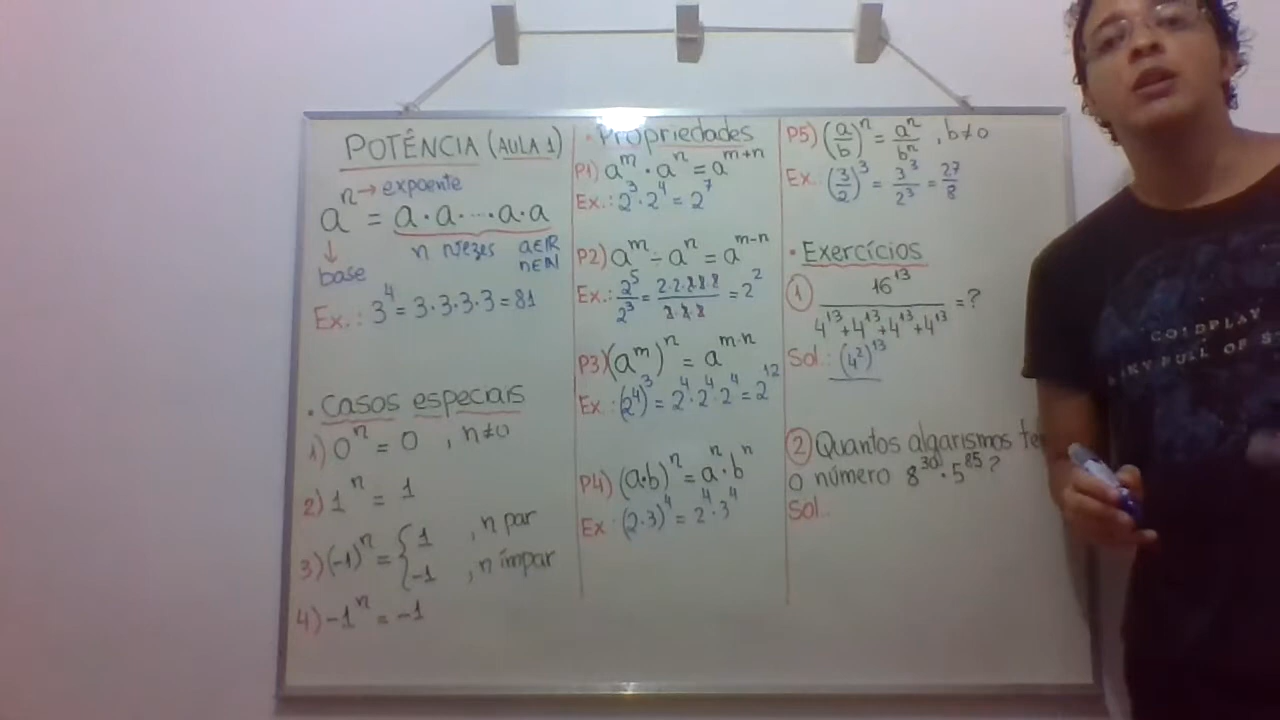 POTÊNCIA (AULA 1)
aⁿ → expoente
aⁿ = a·a·...·a·a
↓ base
n vezes a∈IR
n∈IN
Ex.: 3⁴ = 3·3·3·3 = 81
• Casos especiais
1) 0ⁿ = 0 , n≠0
2) 1ⁿ = 1
3) (-1)ⁿ = { 1 , n par
-1 , n ímpar
4) -1ⁿ = -1
• Propriedades
P1) aᵐ · aⁿ = aᵐ⁺ⁿ
Ex.: 2³·2⁴ = 2⁷
P2) aᵐ ÷ aⁿ = aᵐ⁻ⁿ
Ex.: 2⁵/2³ = 2·2·2·2·2/2·2·2 = 2²
P3) (aᵐ)ⁿ = aᵐ·ⁿ
Ex.: (2⁴)³ = 2⁴·2⁴·2⁴ = 2¹²
P4) (a·b)ⁿ = aⁿ·bⁿ
Ex: (2·3)⁴ = 2⁴·3⁴
P5) (a/b)ⁿ = aⁿ/bⁿ , b≠0
Ex.: (3/2)³ = 3³/2³ = 27/8
• Exercícios
1 16¹³/4¹³+4¹³+4¹³+4¹³ = ?
Sol.: (4²)¹³
2 Quantos algarismos te
o número 8³⁰·5⁸⁵?
Sol.:
COLDPLAY
SKY FULL OF S